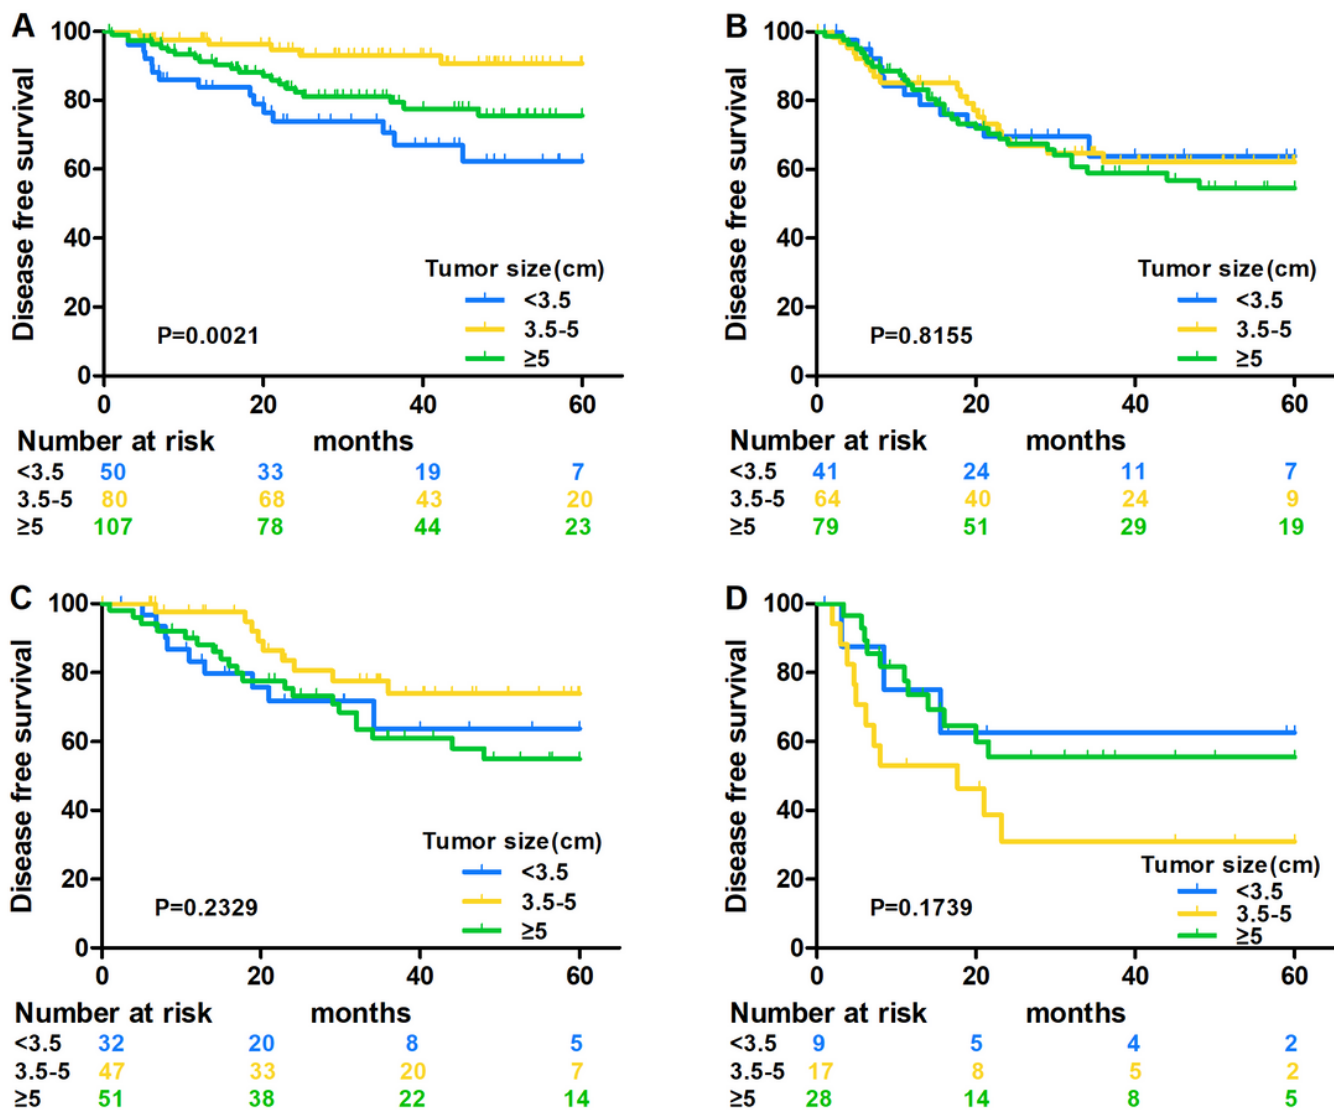 A
Disease free survival
100
80
60
40
20
0
Tumor size(cm)
<3.5
3.5-5
≥5
P=0.0021
0 20 40 60
Number at risk months
<3.5 50 33 19 7
3.5-5 80 68 43 20
≥5 107 78 44 23
B
Disease free survival
100
80
60
40
20
0
Tumor size(cm)
<3.5
3.5-5
≥5
P=0.8155
0 20 40 60
Number at risk months
<3.5 41 24 11 7
3.5-5 64 40 24 9
≥5 79 51 29 19
C
Disease free survival
100
80
60
40
20
0
Tumor size(cm)
<3.5
3.5-5
≥5
P=0.2329
0 20 40 60
Number at risk months
<3.5 32 20 8 5
3.5-5 47 33 20 7
≥5 51 38 22 14
D
Disease free survival
100
80
60
40
20
0
Tumor size(cm)
<3.5
3.5-5
≥5
P=0.1739
0 20 40 60
Number at risk months
<3.5 9 5 4 2
3.5-5 17 8 5 2
≥5 28 14 8 5